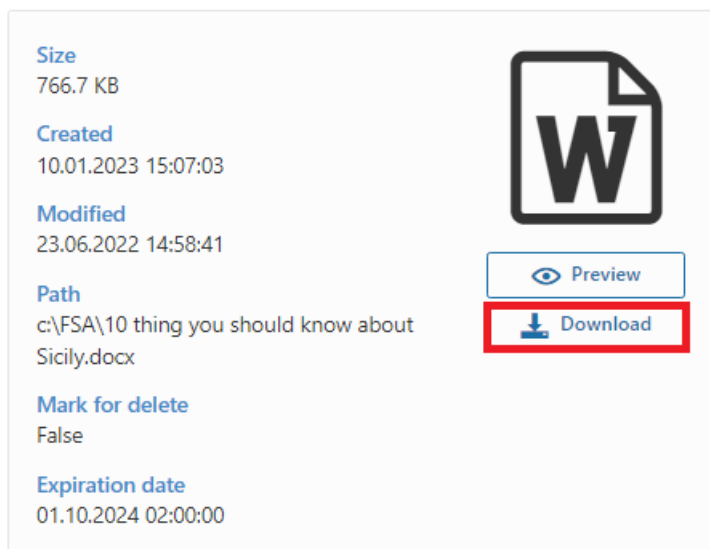 Size
766.7 KB
Created
10.01.2023 15:07:03
Modified
23.06.2022 14:58:41
Path
c:\FSA\10 thing you should know about
Sicily.docx
Mark for delete
False
Expiration date
01.10.2024 02:00:00
W
Preview
Download